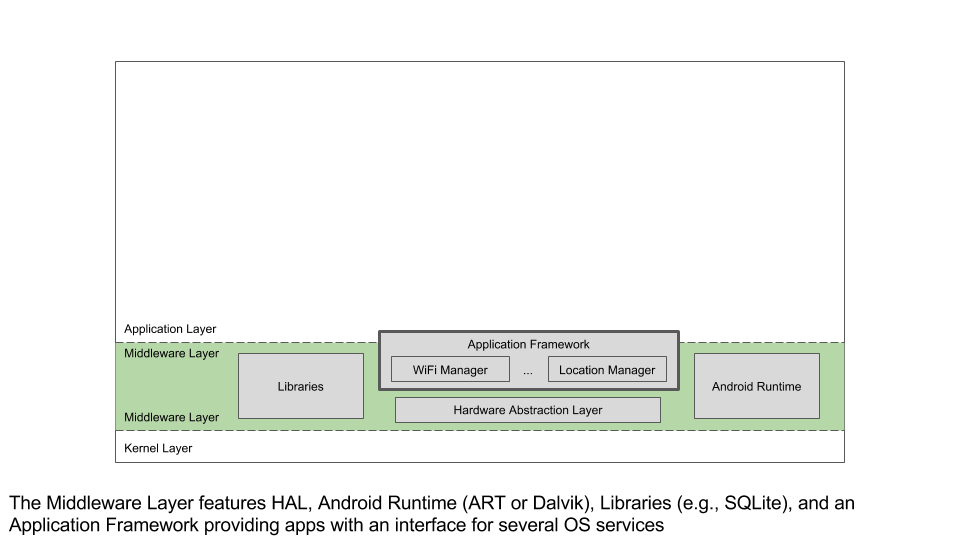 Application Layer
Middleware Layer
Application Framework
WiFi Manager
...
Location Manager
Libraries
Android Runtime
Hardware Abstraction Layer
Middleware Layer
Kernel Layer
The Middleware Layer features HAL, Android Runtime (ART or Dalvik), Libraries (e.g., SQLite), and an
Application Framework providing apps with an interface for several OS services